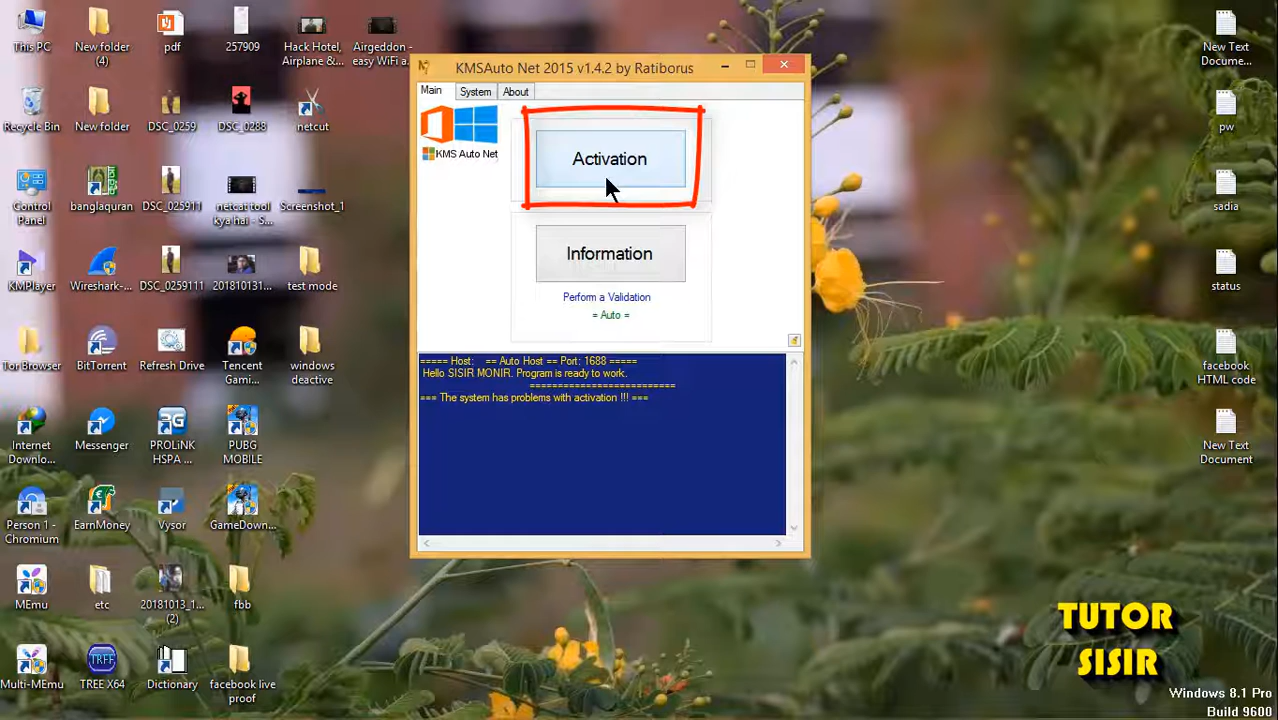 This PC
New folder
(4)
pdf
257909
Hack Hotel,
Airplane &...
Airgeddon -
easy WiFi a...
Recycle Bin
New folder
DSC_0259
DSC_0288
netcut
Control
Panel
banglaquran
DSC_025911
netcat tool
kya hai - S...
Screenshot_1
KMPlayer
Wireshark-...
DSC_0259111
201810131...
test mode
Tor Browser
BitTorrent
Refresh Drive
Tencent
Gami...
windows
deactive
Internet
Downlo...
Messenger
PROLiNK
HSPA ...
PUBG
MOBILE
Person 1 -
Chromium
EarnMoney
Vysor
GameDown...
MEmu
etc
20181013_1...
(2)
fbb
Multi-MEmu
TREE X64
Dictionary
facebook live
proof
KMSAuto Net 2015 v1.4.2 by Ratiborus
Main
System
About
KMS Auto Net
Activation
Information
Perform a Validation
= Auto =
===== Host: == Auto Host == Port: 1688 =====
Hello SISIR MONIR. Program is ready to work.
=========================
=== The system has problems with activation !!! ===
New Text
Docume...
pw
sadia
status
facebook
HTML code
New Text
Document
TUTOR
SISIR
Windows 8.1 Pro
Build 9600